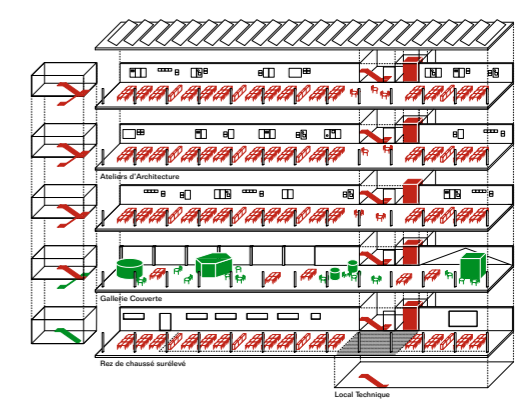 Ateliers d'Architecture
Gallerie Couverte
Rez de chaussé surélevé
Local Technique